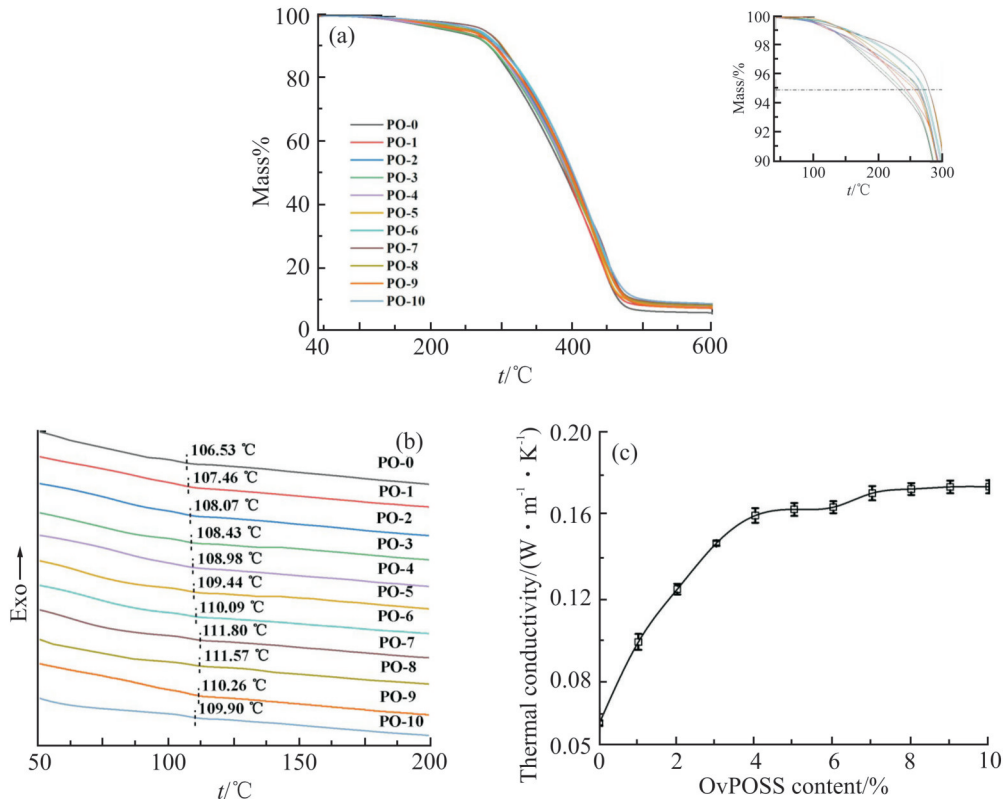 (a)
100
80
60
40
20
0
Mass%
PO-0
PO-1
PO-2
PO-3
PO-4
PO-5
PO-6
PO-7
PO-8
PO-9
PO-10
40
200
400
600
t/℃
100
98
96
94
92
90
Mass/%
100
200
300
t/℃
(b)
106.53 ℃
PO-0
107.46 ℃
PO-1
108.07 ℃
PO-2
108.43 ℃
PO-3
108.98 ℃
PO-4
109.44 ℃
PO-5
110.09 ℃
PO-6
111.80 ℃
PO-7
111.57 ℃
PO-8
110.26 ℃
PO-9
109.90 ℃
PO-10
Exo
50
100
150
200
t/℃
(c)
0.20
0.16
0.12
0.08
0.05
Thermal conductivity/(W · m⁻¹ · K⁻¹)
0
2
4
6
8
10
OvPOSS content/%